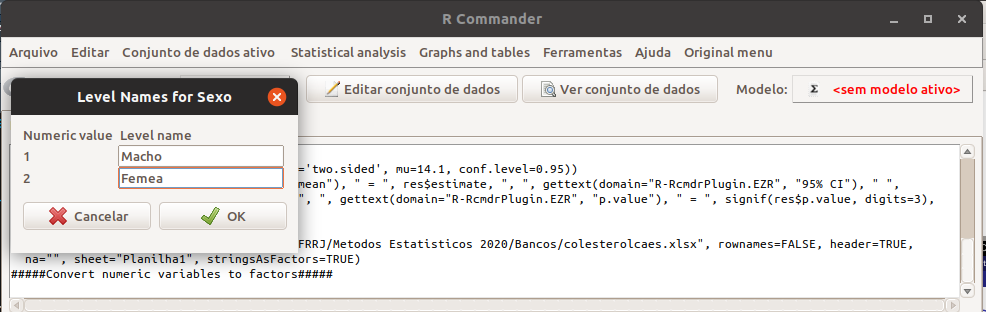 R Commander
Arquivo Editar Conjunto de dados ativo Statistical analysis Graphs and tables Ferramentas Ajuda Original menu
Editar conjunto de dados Ver conjunto de dados Modelo: Σ <sem modelo ativo>
Level Names for Sexo
Numeric value Level name
1 Macho
2 Femea
Cancelar OK
='two.sided', mu=14.1, conf.level=0.95))
mean"), " = ", res$estimate, ", ", gettext(domain="R-RcmdrPlugin.EZR", "95% CI"), " ",
", ", gettext(domain="R-RcmdrPlugin.EZR", "p.value"), " = ", signif(res$p.value, digits=3),
FRRJ/Metodos Estatisticos 2020/Bancos/colesterolcaes.xlsx", rownames=FALSE, header=TRUE,
na="", sheet="Planilha1", stringsAsFactors=TRUE)
#####Convert numeric variables to factors#####